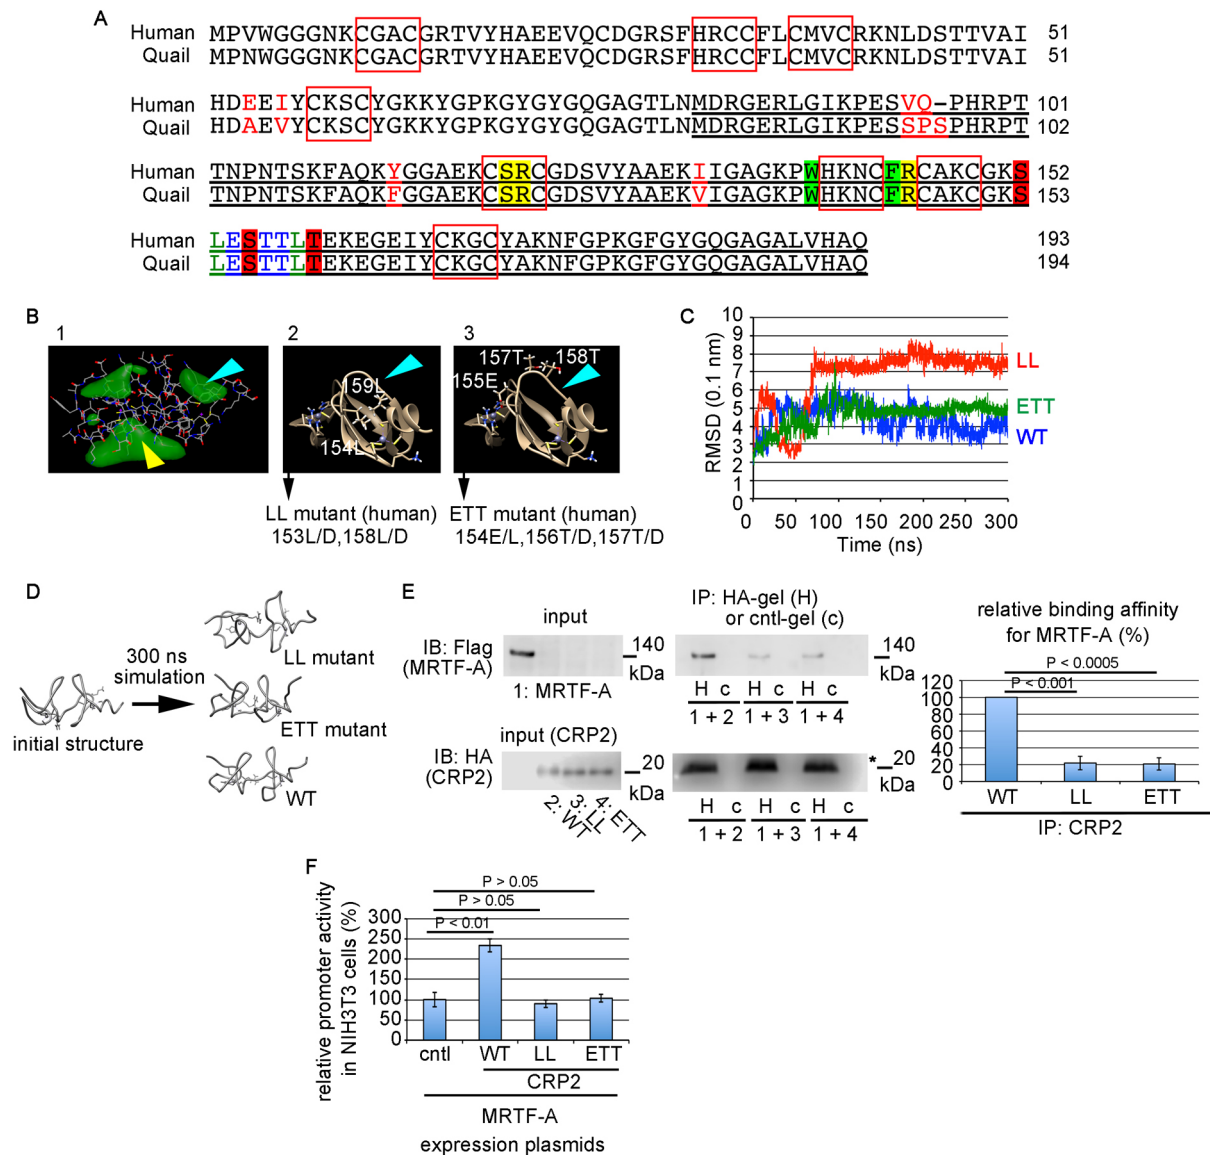 A
Human MPVWGGGNKCGACGRTVYHAEEVQCDGRSFHRCCFLCMVCRKNLDSTTVAI 51
Quail MPNWGGGNKCGACGRTVYHAEEVQCDGRSFHRCCFLCMVCRKNLDSTTVAI 51
Human HDEEIYCKSCYGKKYGPKGYGYGQGAGTLNMDRGERLGIKPESVQ-PHRPT 101
Quail HDAEVYCKSCYGKKYGPKGYGYGQGAGTLNMDRGERLGIKPESSPSPHRPT 102
Human TNPNTSKFAQKYGGAEKCSRCGDSVYAAEKIIGAGKPWHKNCFRCAKCGKS 152
Quail TNPNTSKFAQKFGGAEKCSRCGDSVYAAEKVIGAGKPWHKNCFRCAKCGKS 153
Human LESTTLTEKEGEIYCKGCYAKNFGPKGFGYGQGAGALVHAQ 193
Quail LESTTLTEKEGEIYCKGCYAKNFGPKGFGYGQGAGALVHAQ 194
B
1
2
3
159L
154L
157T 158T
155E
LL mutant (human)
153L/D,158L/D
ETT mutant (human)
154E/L,156T/D,157T/D
C
RMSD (0.1 nm)
10
9
8
7
6
5
4
3
2
1
0
LL
ETT
WT
0 50 100 150 200 250 300
Time (ns)
D
initial structure
300 ns
simulation
LL mutant
ETT mutant
WT
E
input
IB: Flag
(MRTF-A)
140
kDa
1: MRTF-A
input (CRP2)
IB: HA
(CRP2)
20
kDa
2: WT
3: LL
4: ETT
IP: HA-gel (H)
or cntl-gel (c)
140
kDa
H c H c H c
1 + 2 1 + 3 1 + 4
*
20
kDa
H c H c H c
1 + 2 1 + 3 1 + 4
relative binding affinity
for MRTF-A (%)
P < 0.0005
P < 0.001
120
100
80
60
40
20
0
WT LL ETT
IP: CRP2
F
relative promoter activity
in NIH3T3 cells (%)
P > 0.05
P > 0.05
P < 0.01
300
250
200
150
100
50
0
cntl WT LL ETT
CRP2
MRTF-A
expression plasmids